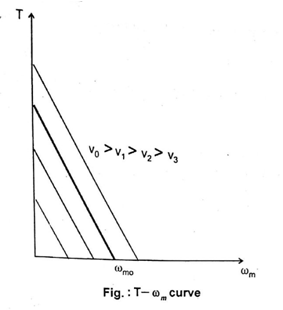 T
v₀ > v₁ > v₂ > v₃
ωₘₒ
ωₘ
Fig. : T– ωₘ curve